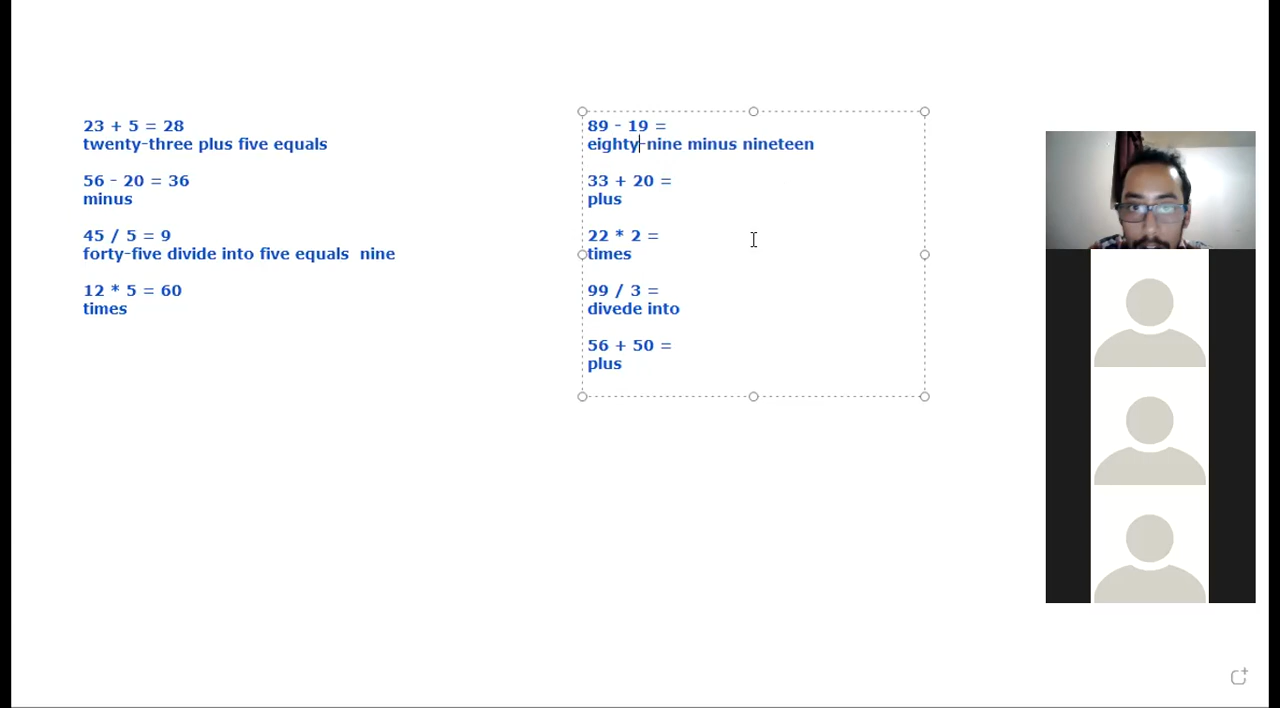 23 + 5 = 28
twenty-three plus five equals
56 - 20 = 36
minus
45 / 5 = 9
forty-five divide into five equals  nine
12 * 5 = 60
times
89 - 19 =
eighty-nine minus nineteen
33 + 20 =
plus
22 * 2 =
times
99 / 3 =
divede into
56 + 50 =
plus